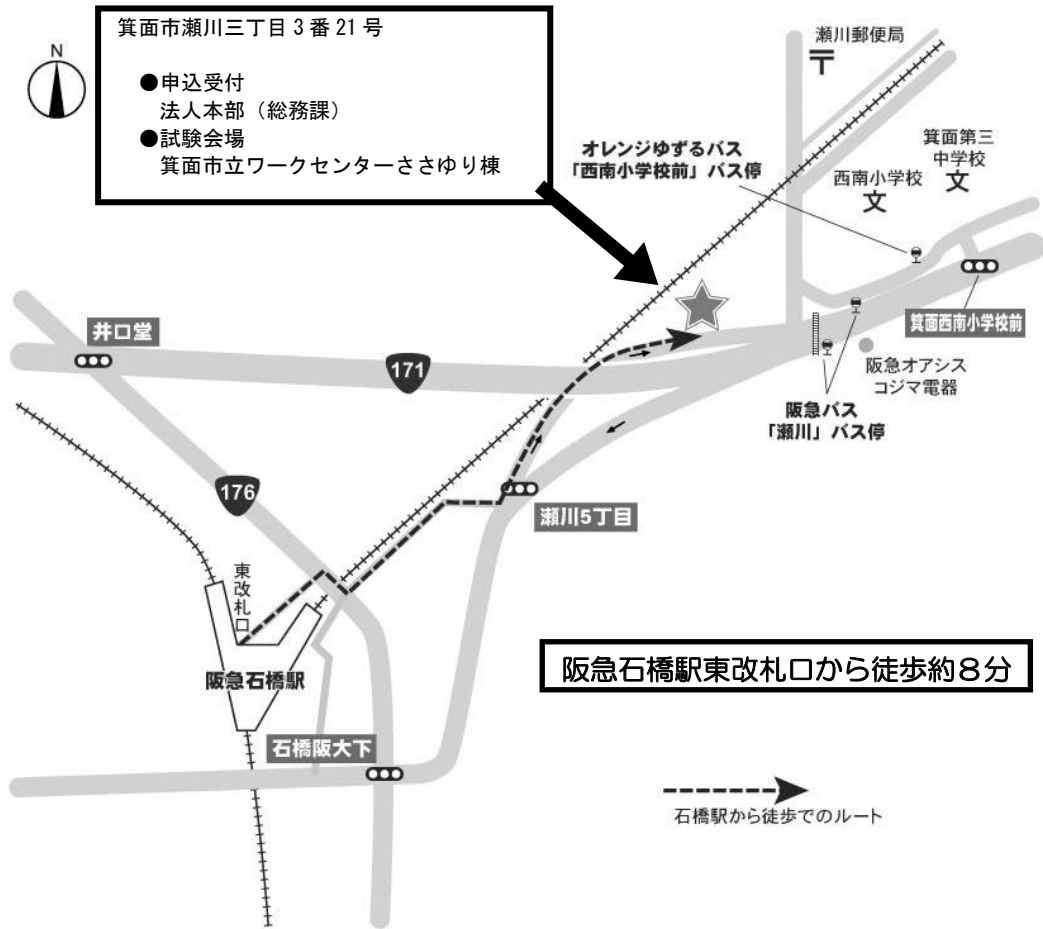 箕面市瀬川三丁目3番21号
●申込受付
法人本部（総務課）
●試験会場
箕面市立ワークセンターささゆり棟
N
瀬川郵便局
〒
オレンジゆずるバス
「西南小学校前」バス停
箕面第三
中学校
文
西南小学校
文
井口堂
171
箕面西南小学校前
阪急オアシス
コジマ電器
阪急バス
「瀬川」バス停
176
瀬川5丁目
東改札口
阪急石橋駅
阪急石橋駅東改札口から徒歩約８分
石橋阪大下
石橋駅から徒歩でのルート